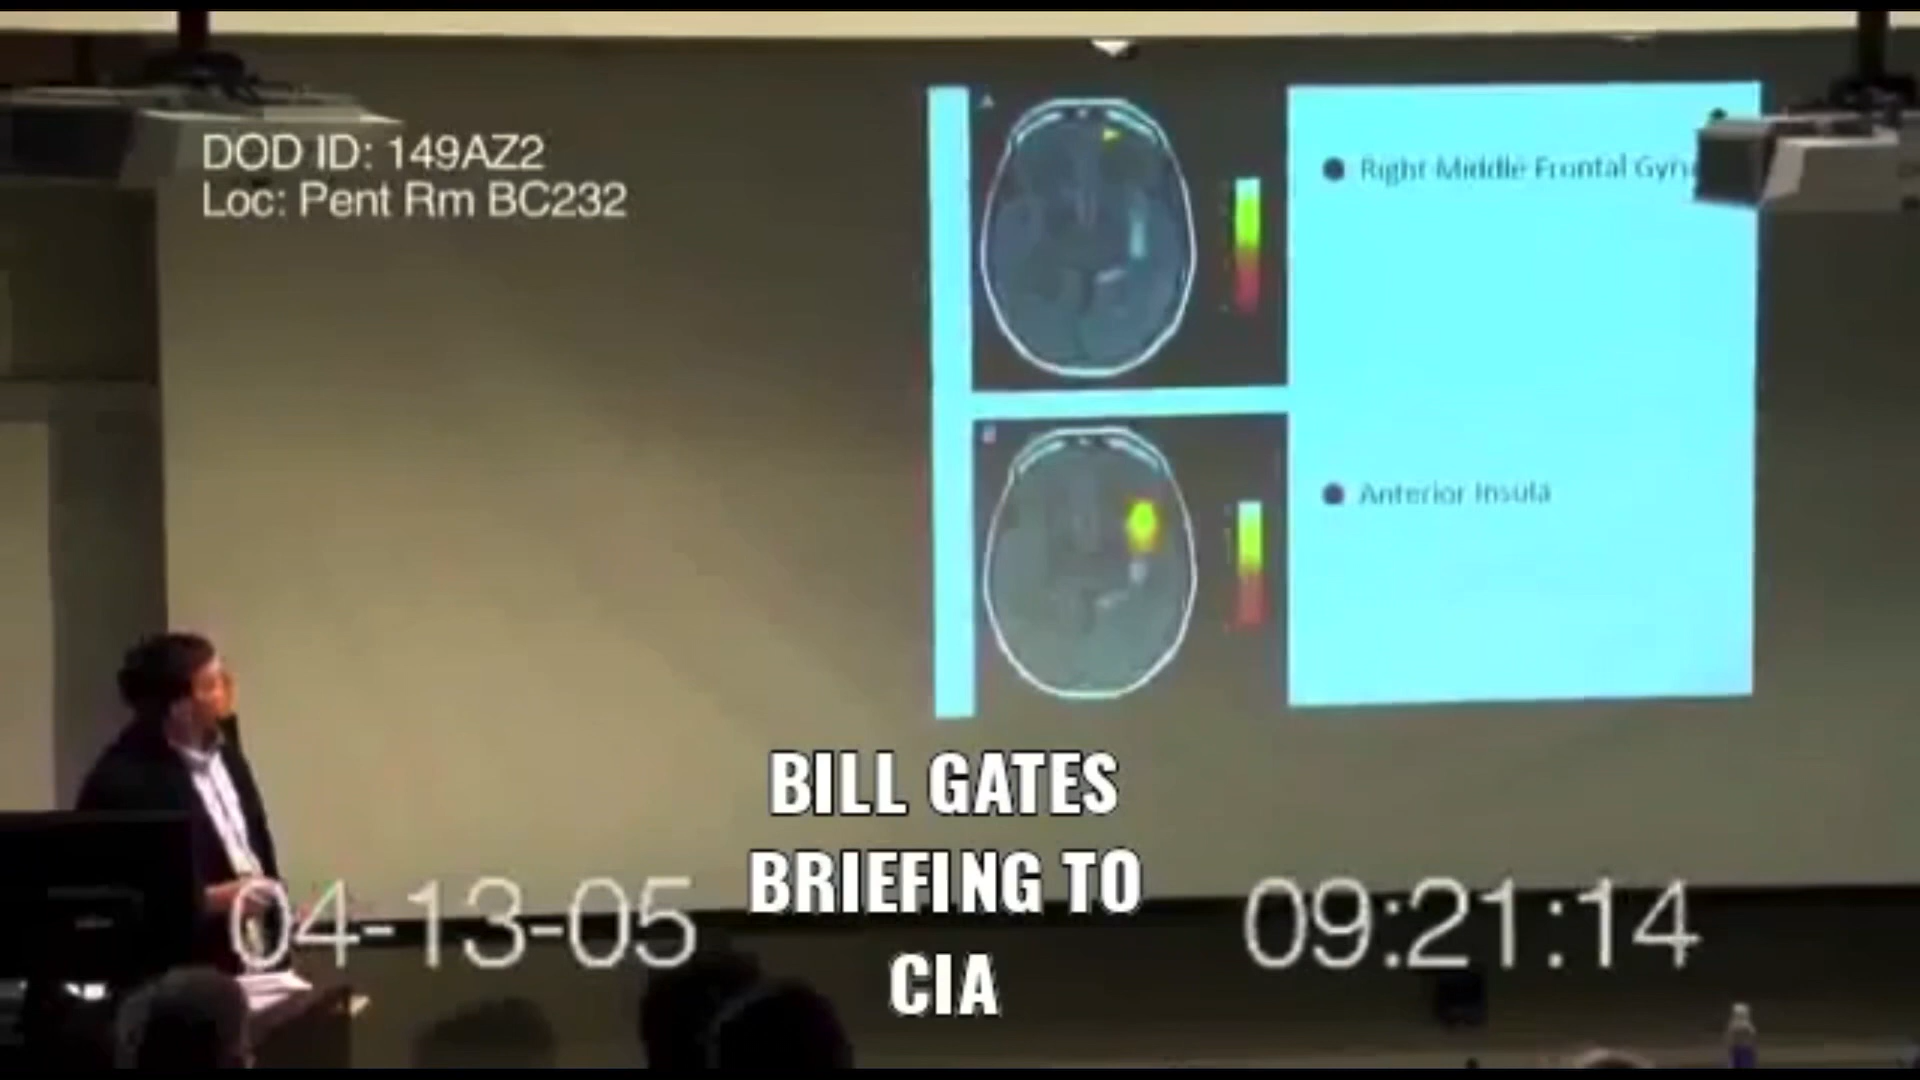 DOD ID: 149AZ2
Loc: Pent Rm BC232
Right Middle Frontal
Anterior Insula
BILL GATES
BRIEFING TO
CIA
04-13-05
09:21:14